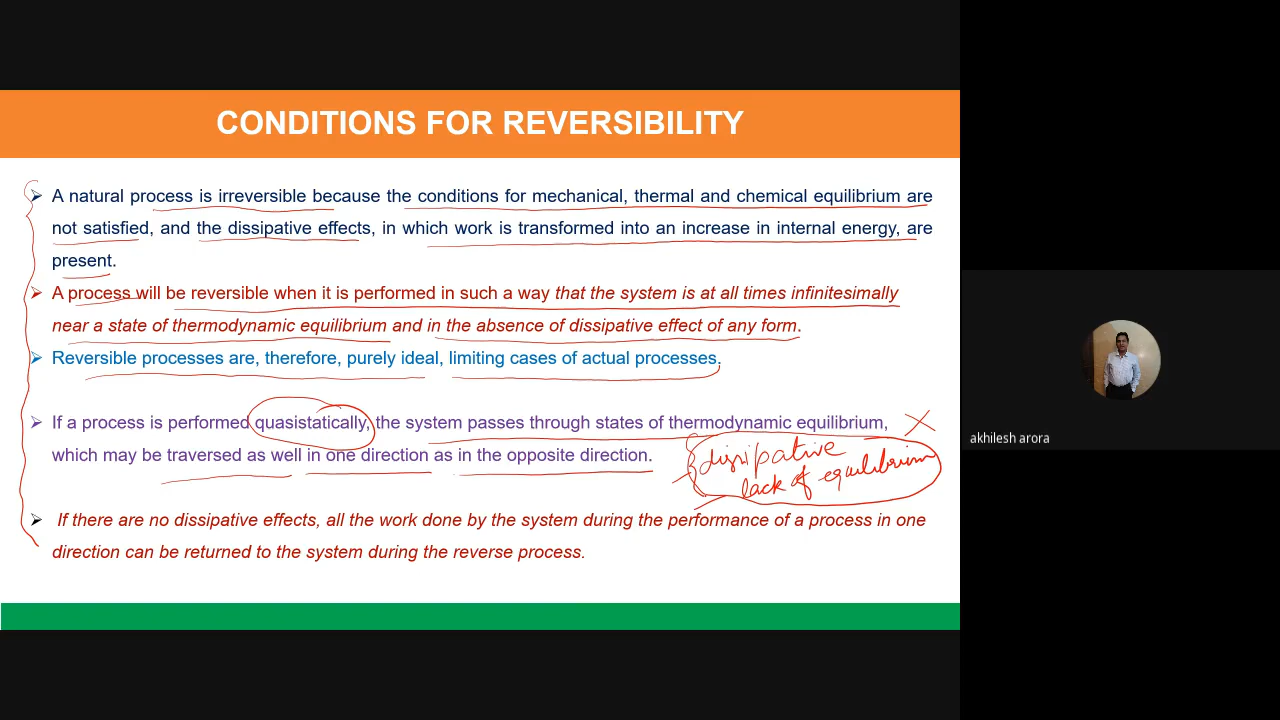 CONDITIONS FOR REVERSIBILITY
➢ A natural process is irreversible because the conditions for mechanical, thermal and chemical equilibrium are
not satisfied, and the dissipative effects, in which work is transformed into an increase in internal energy, are
present.
➢ A process will be reversible when it is performed in such a way that the system is at all times infinitesimally
near a state of thermodynamic equilibrium and in the absence of dissipative effect of any form.
➢ Reversible processes are, therefore, purely ideal, limiting cases of actual processes.
➢ If a process is performed quasistatically, the system passes through states of thermodynamic equilibrium,
which may be traversed as well in one direction as in the opposite direction.
dissipative
lack of equilibrium
➢ If there are no dissipative effects, all the work done by the system during the performance of a process in one
direction can be returned to the system during the reverse process.
akhilesh arora